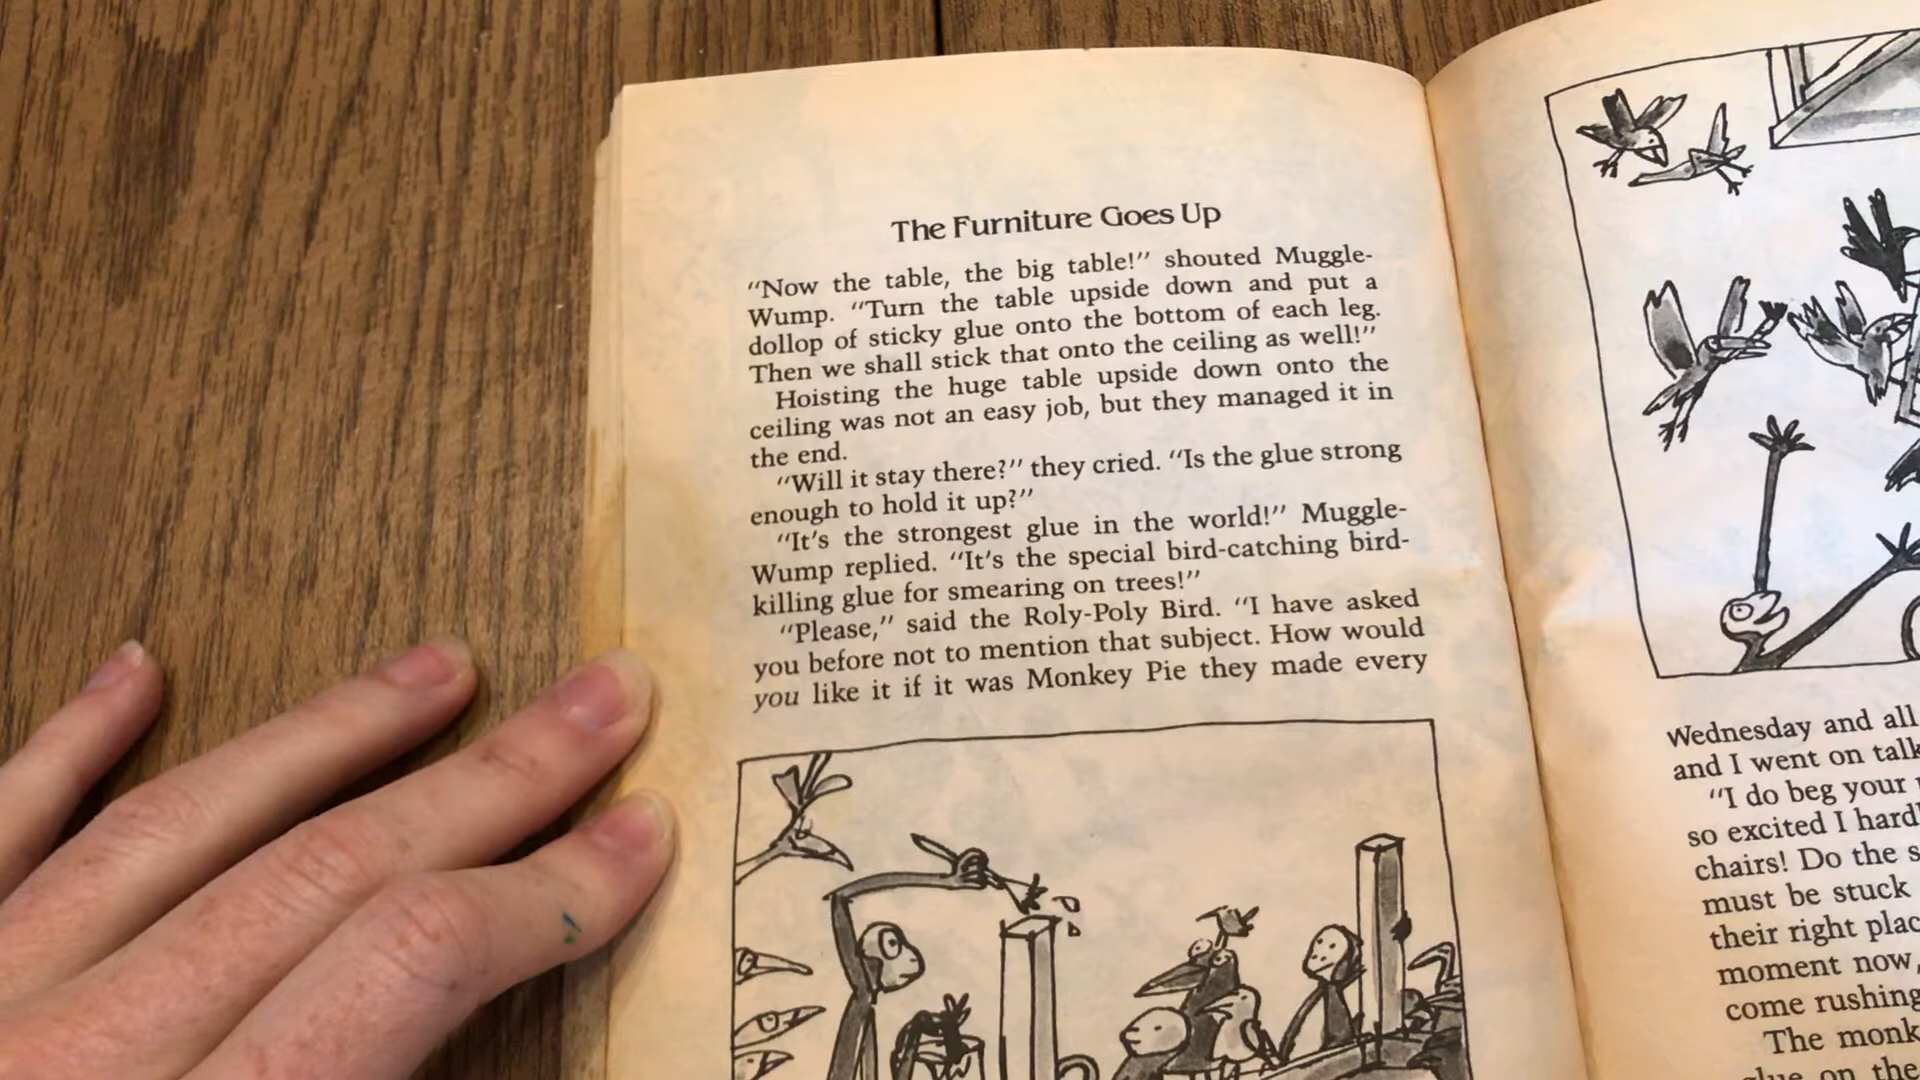 The Furniture Goes Up
“Now the table, the big table!” shouted Muggle-
Wump. “Turn the table upside down and put a
dollop of sticky glue onto the bottom of each leg.
Then we shall stick that onto the ceiling as well!”
Hoisting the huge table upside down onto the
ceiling was not an easy job, but they managed it in
the end.
“Will it stay there?” they cried. “Is the glue strong
enough to hold it up?”
“It’s the strongest glue in the world!” Muggle-
Wump replied. “It’s the special bird-catching bird-
killing glue for smearing on trees!”
“Please,” said the Roly-Poly Bird. “I have asked
you before not to mention that subject. How would
you like it if it was Monkey Pie they made every
Wednesday and all
and I went on talk
“I do beg your
so excited I hardl
chairs! Do the s
must be stuck
their right plac
moment now,
come rushing
The monk
glue on the